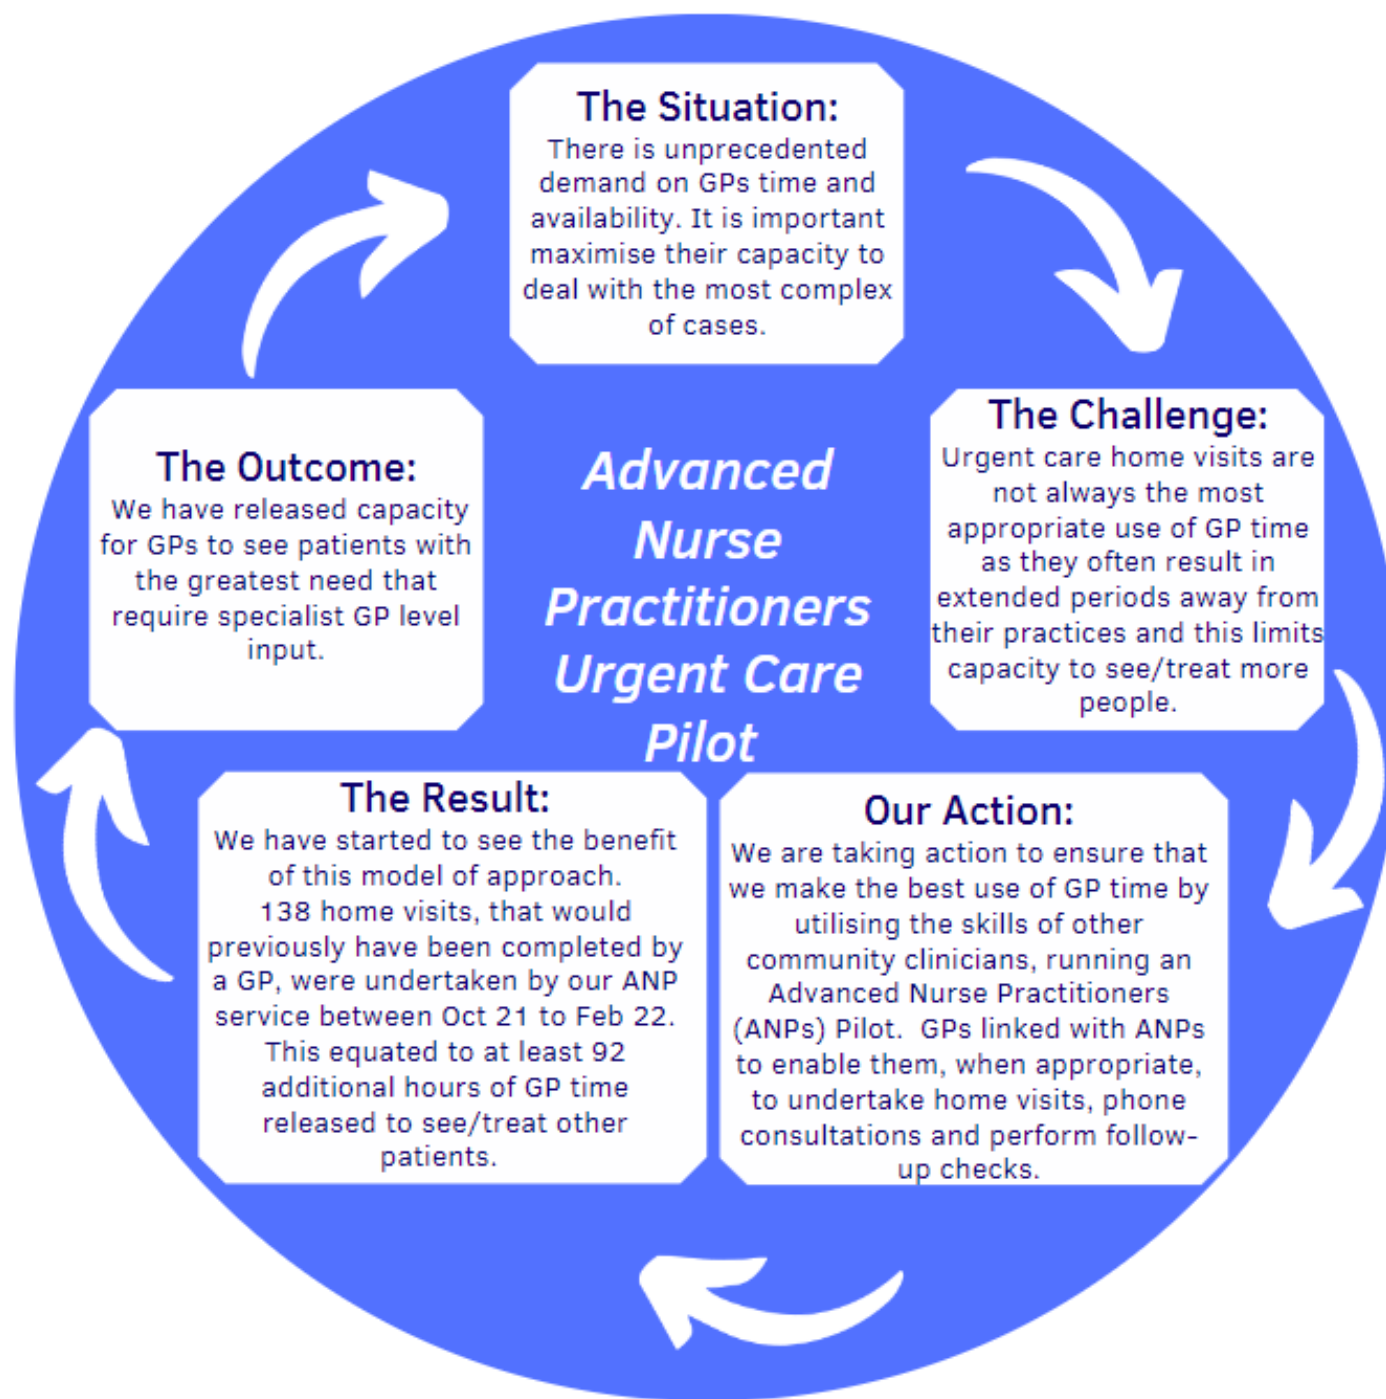 The Situation:
There is unprecedented
demand on GPs time and
availability. It is important
maximise their capacity to
deal with the most complex
of cases.
The Challenge:
Urgent care home visits are
not always the most
appropriate use of GP time
as they often result in
extended periods away from
their practices and this limits
capacity to see/treat more
people.
Our Action:
We are taking action to ensure that
we make the best use of GP time by
utilising the skills of other
community clinicians, running an
Advanced Nurse Practitioners
(ANPs) Pilot. GPs linked with ANPs
to enable them, when appropriate,
to undertake home visits, phone
consultations and perform follow-
up checks.
The Result:
We have started to see the benefit
of this model of approach.
138 home visits, that would
previously have been completed by
a GP, were undertaken by our ANP
service between Oct 21 to Feb 22.
This equated to at least 92
additional hours of GP time
released to see/treat other
patients.
The Outcome:
We have released capacity
for GPs to see patients with
the greatest need that
require specialist GP level
input.
Advanced
Nurse
Practitioners
Urgent Care
Pilot